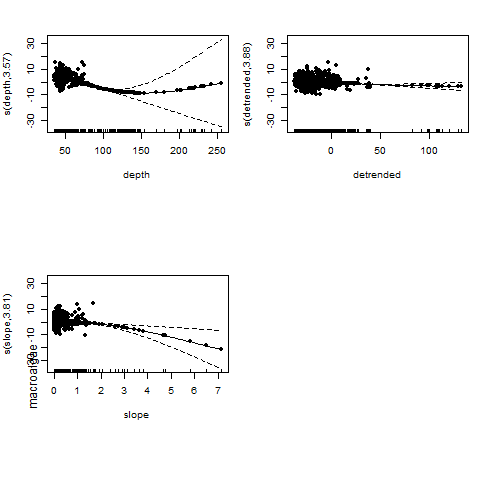 s(depth,3.57)
30
10
-10
-30
50 100 150 200 250
depth
s(detrended,3.88)
30
10
-10
-30
0 50 100
detrended
s(slope,3.81)
macroalgae
30
10
-10
-30
0 1 2 3 4 5 6 7
slope